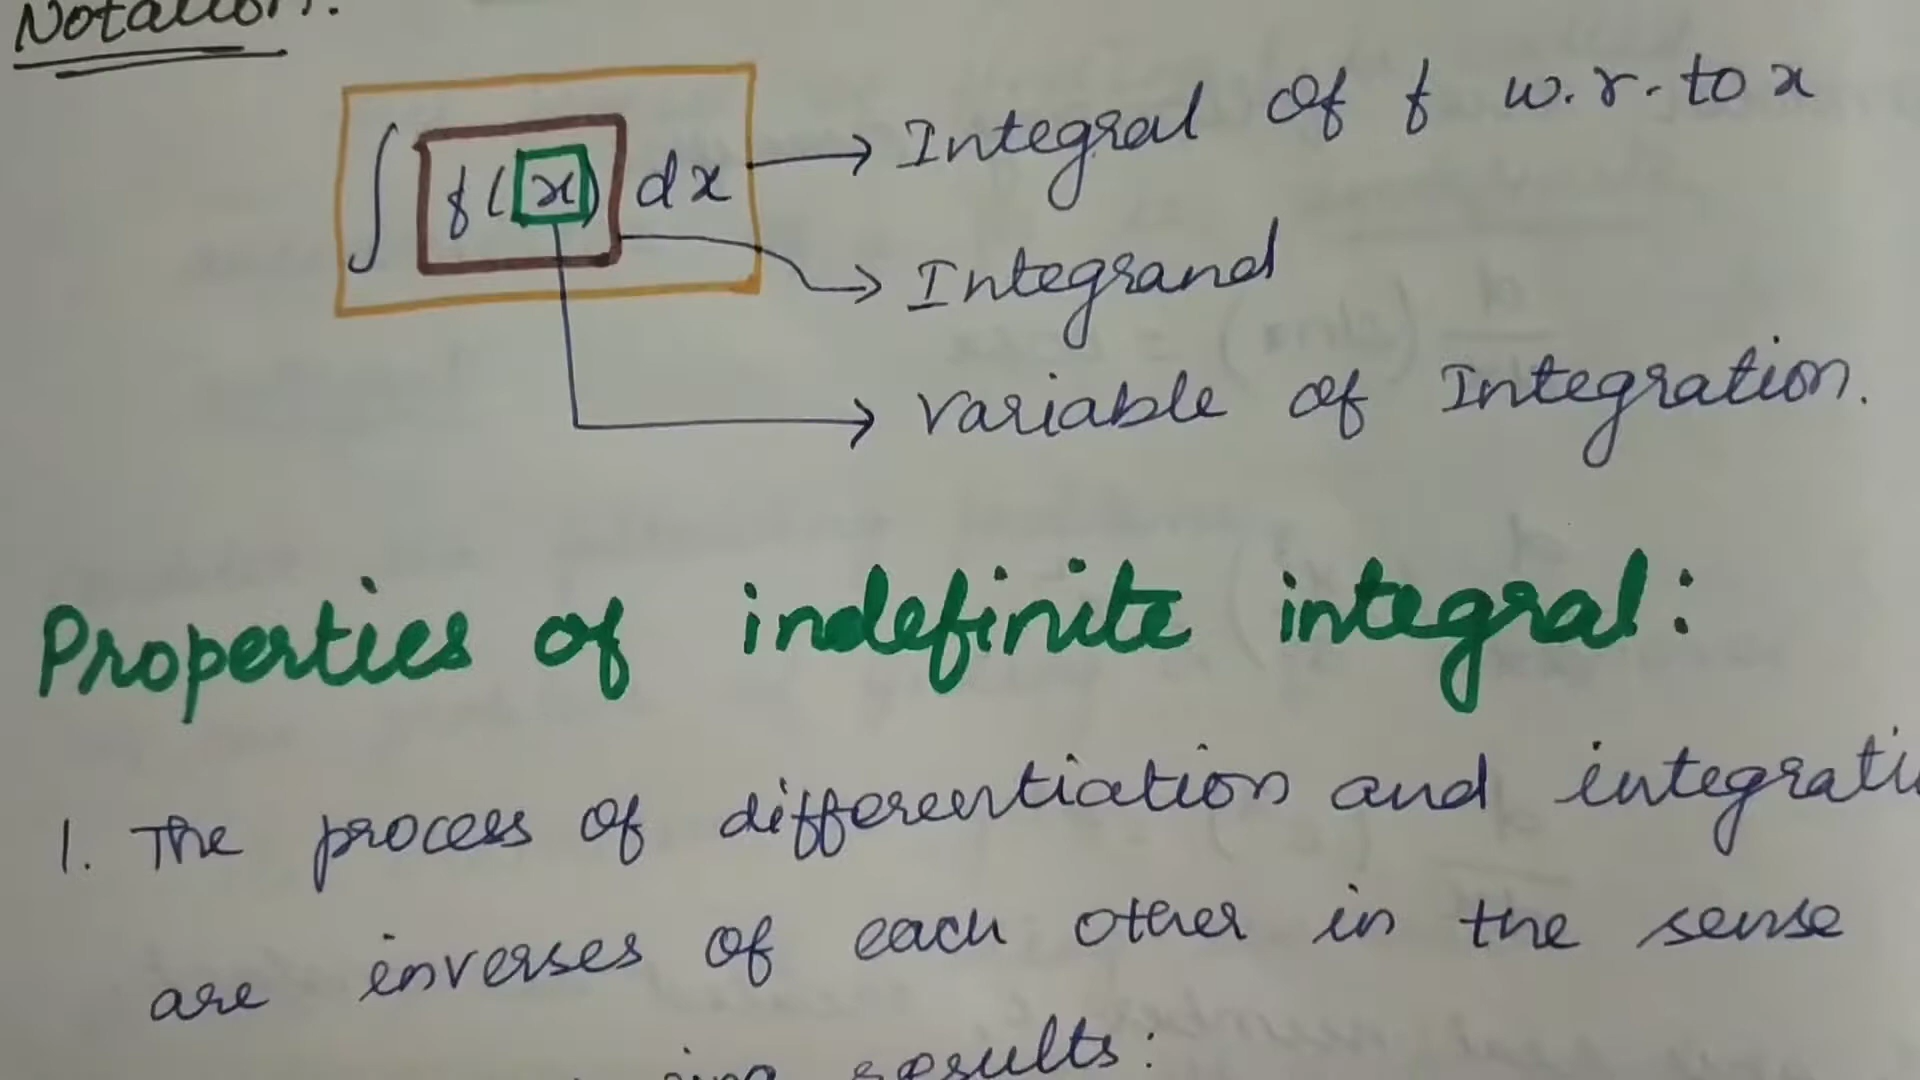 Notation:
∫ f(x) dx → Integral of f w.r.to x
→ Integrand
→ Variable of Integration.
Properties of indefinite integral:
1. The process of differentiation and
are inverses of each other in the sense
results: